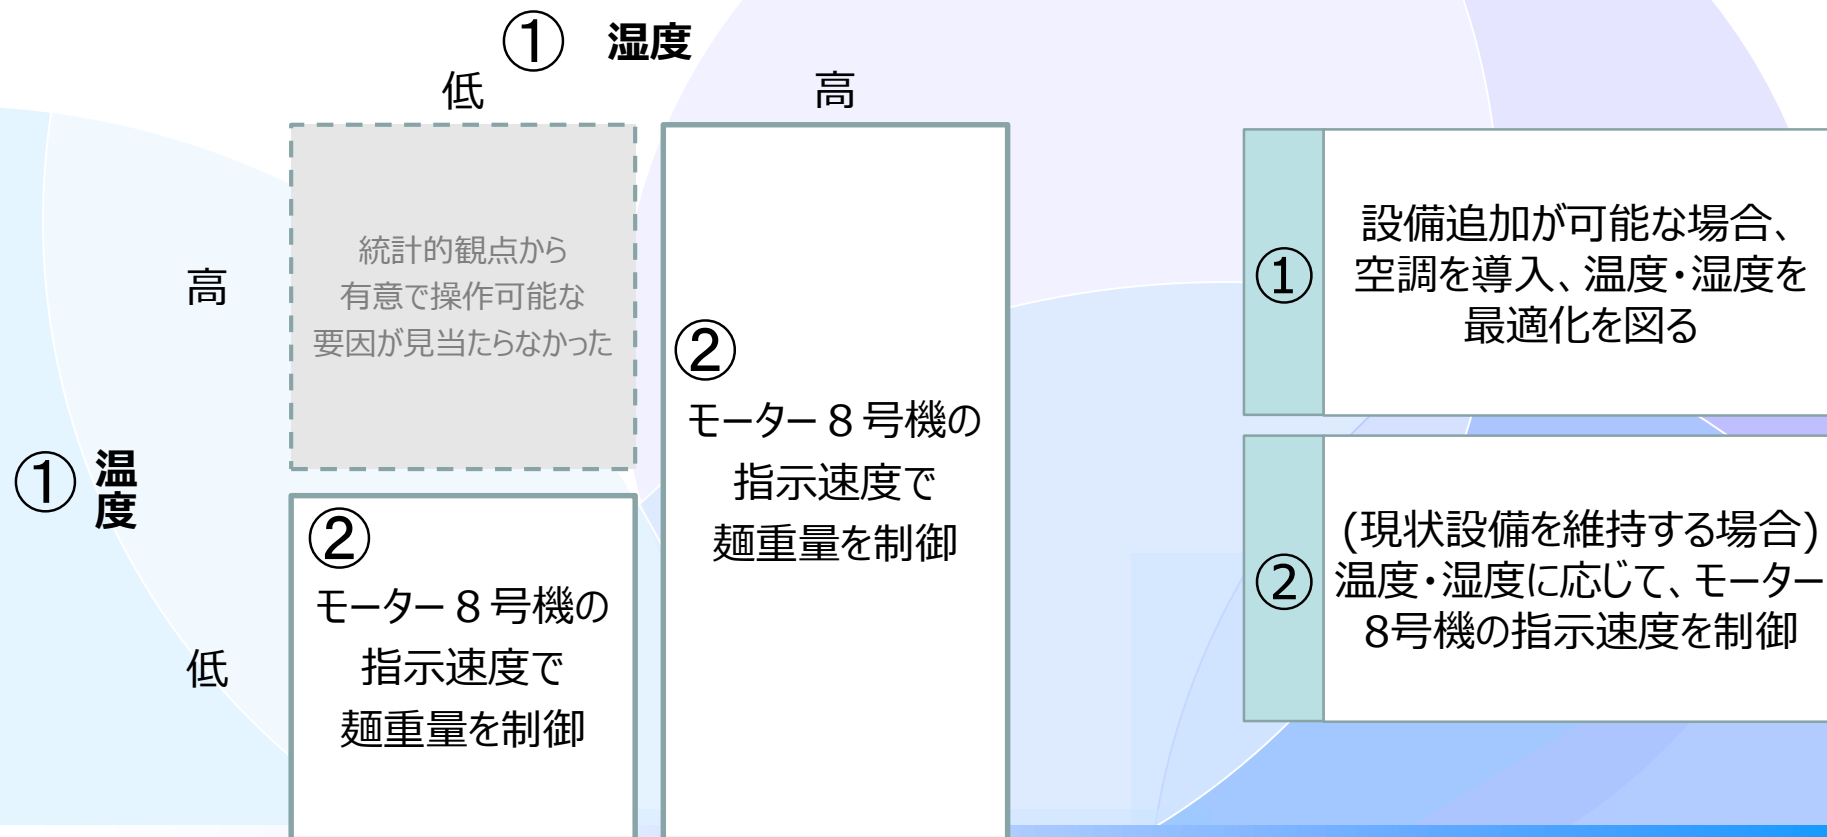 ① 湿度
低 高
統計的観点から
有意で操作可能な
要因が見当たらなかった
高
① 温度
低
②
モーター８号機の
指示速度で
麺重量を制御
②
モーター８号機の
指示速度で
麺重量を制御
①
設備追加が可能な場合、
空調を導入、温度・湿度を
最適化を図る
②
(現状設備を維持する場合)
温度・湿度に応じて、モーター
8号機の指示速度を制御